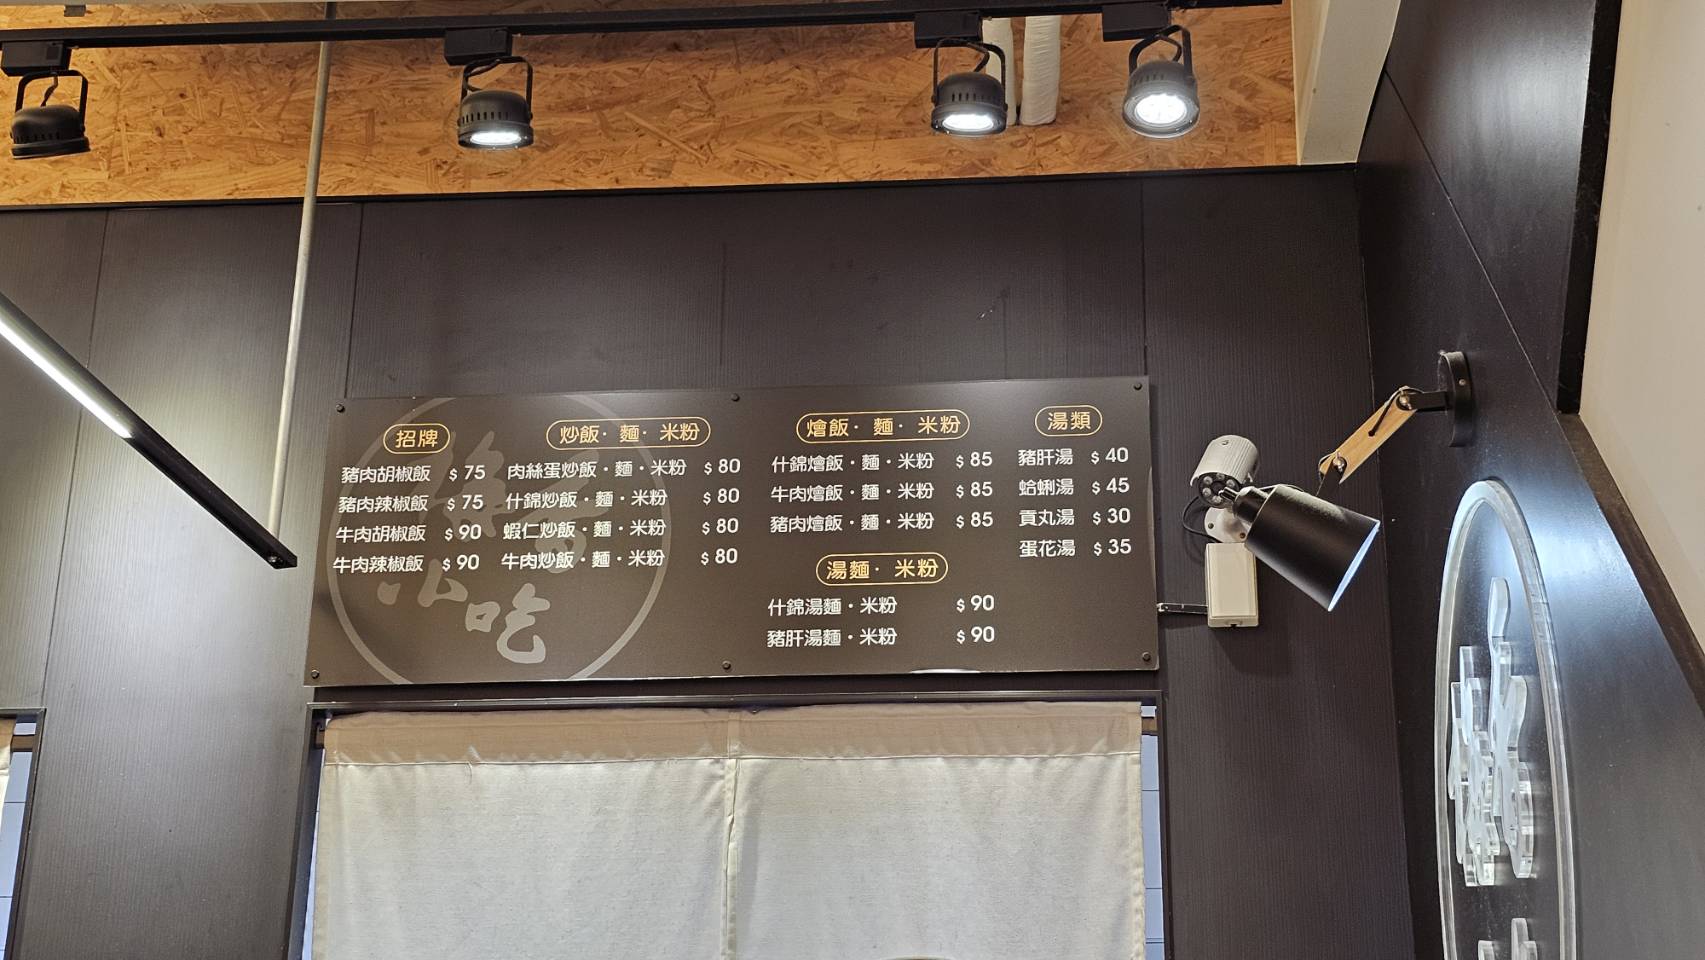 招牌
豬肉胡椒飯 $ 75
豬肉辣椒飯 $ 75
牛肉胡椒飯 $ 90
牛肉辣椒飯 $ 90
炒飯· 麵· 米粉
肉絲蛋炒飯·麵·米粉 $ 80
什錦炒飯·麵·米粉 $ 80
蝦仁炒飯·麵·米粉 $ 80
牛肉炒飯·麵·米粉 $ 80
燴飯· 麵· 米粉
什錦燴飯·麵·米粉 $ 85
牛肉燴飯·麵·米粉 $ 85
豬肉燴飯·麵·米粉 $ 85
湯麵· 米粉
什錦湯麵·米粉 $ 90
豬肝湯麵·米粉 $ 90
湯類
豬肝湯 $ 40
蛤蜊湯 $ 45
貢丸湯 $ 30
蛋花湯 $ 35
小吃